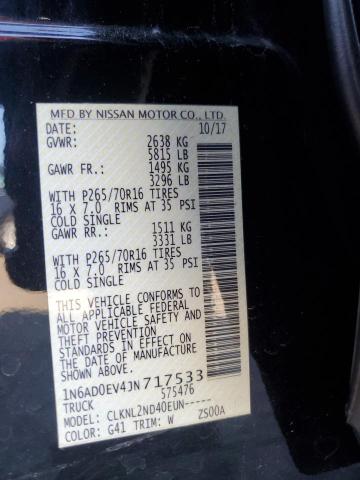 MFD BY NISSAN MOTOR CO., LTD.
DATE: 10/17
GVWR: 2638 KG
5815 LB
GAWR FR.: 1495 KG
3296 LB
WITH P265/70R16 TIRES
16 X 7.0 RIMS AT 35 PSI
COLD SINGLE
GAWR RR.: 1511 KG
3331 LB
WITH P265/70R16 TIRES
16 X 7.0 RIMS AT 35 PSI
COLD SINGLE
THIS VEHICLE CONFORMS TO
ALL APPLICABLE FEDERAL
MOTOR VEHICLE SAFETY AND
THEFT PREVENTION
STANDARDS IN EFFECT ON
THE DATE OF MANUFACTURE
SHOWN ABOVE.
1N6AD0EV4JN717533
TRUCK 575476
MODEL: CLKNL2ND40EUN-----
COLOR: G41 TRIM: W ZS00A